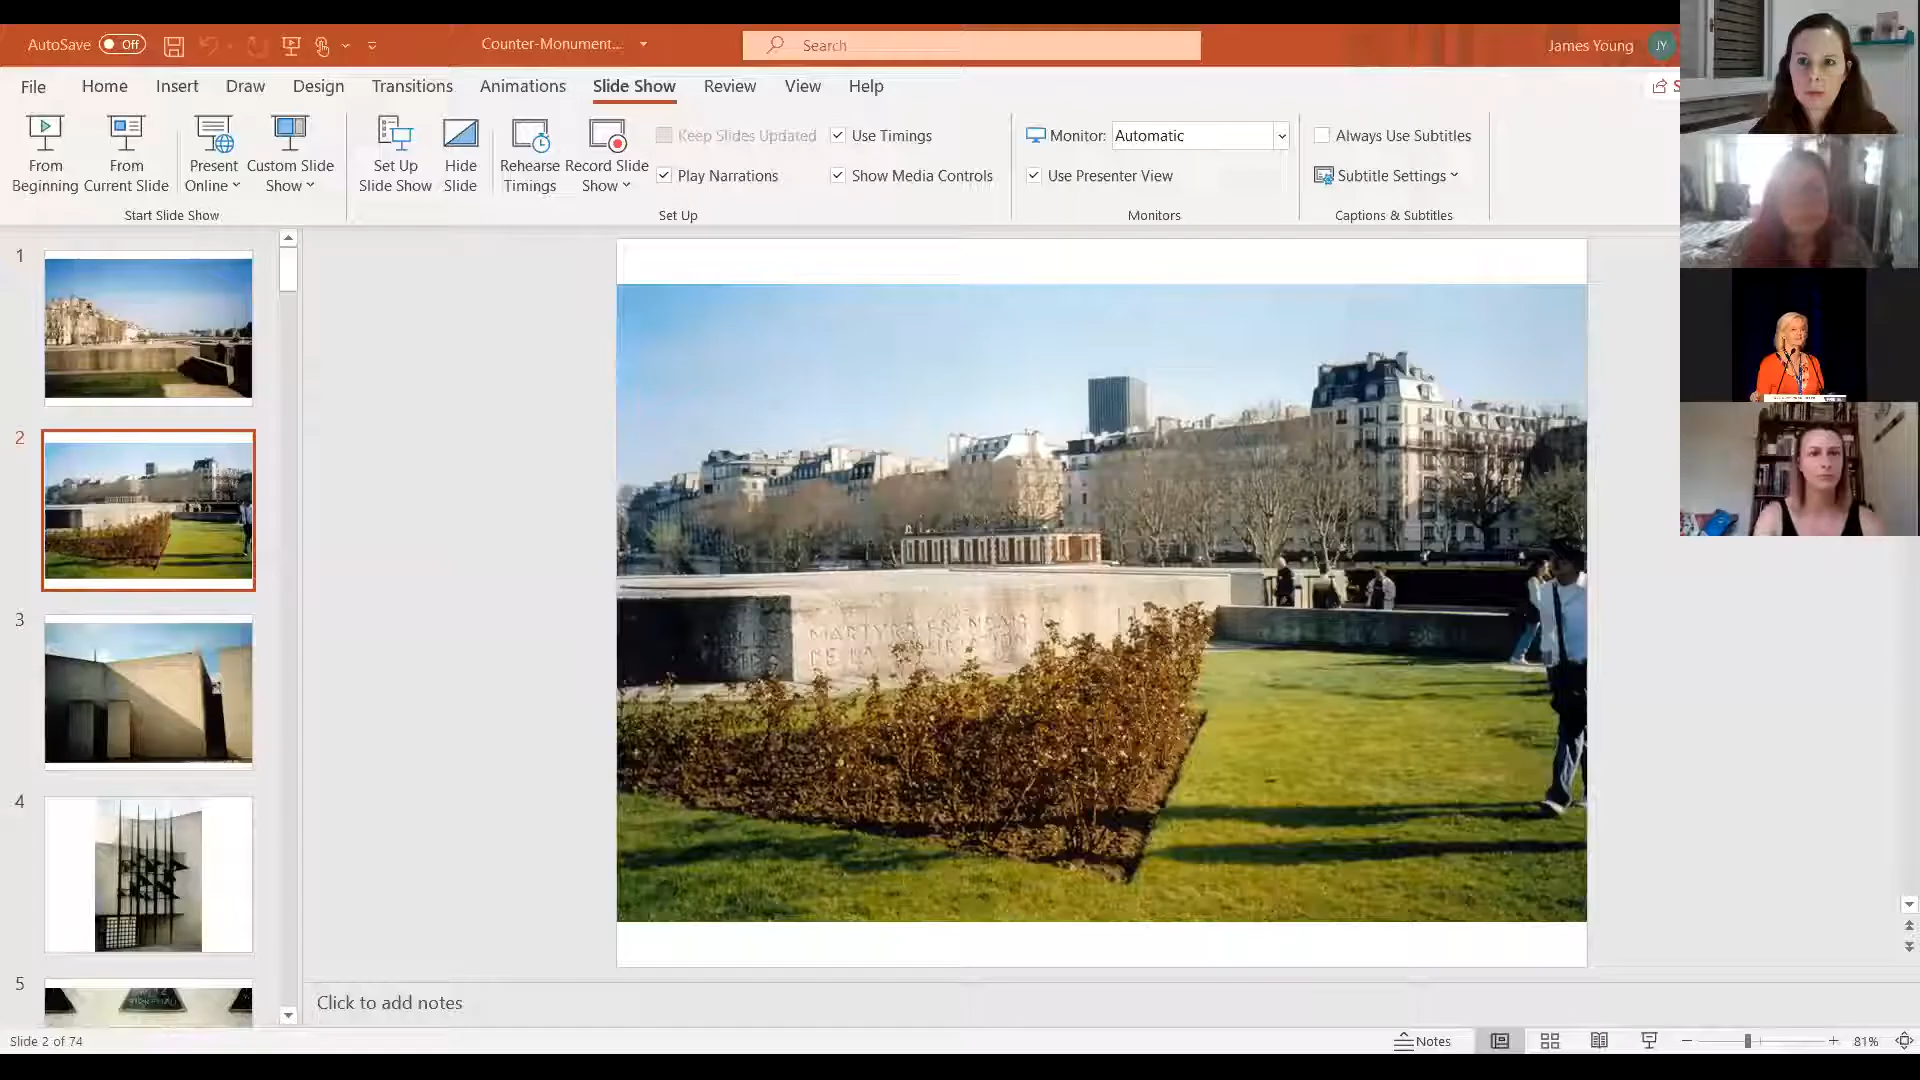 AutoSave Off
Counter-Monument...
Search
James Young JY
File Home Insert Draw Design Transitions Animations Slide Show Review View Help
S
From Beginning
From Current Slide
Present Online
Custom Slide Show
Start Slide Show
Set Up Slide Show
Hide Slide
Rehearse Timings
Record Slide Show
Keep Slides Updated
Play Narrations
Use Timings
Show Media Controls
Set Up
Monitor: Automatic
Use Presenter View
Monitors
Always Use Subtitles
Subtitle Settings
Captions & Subtitles
1
2
3
4
5
MARTYRS
DE LA
Click to add notes
Slide 2 of 74
Notes
81%